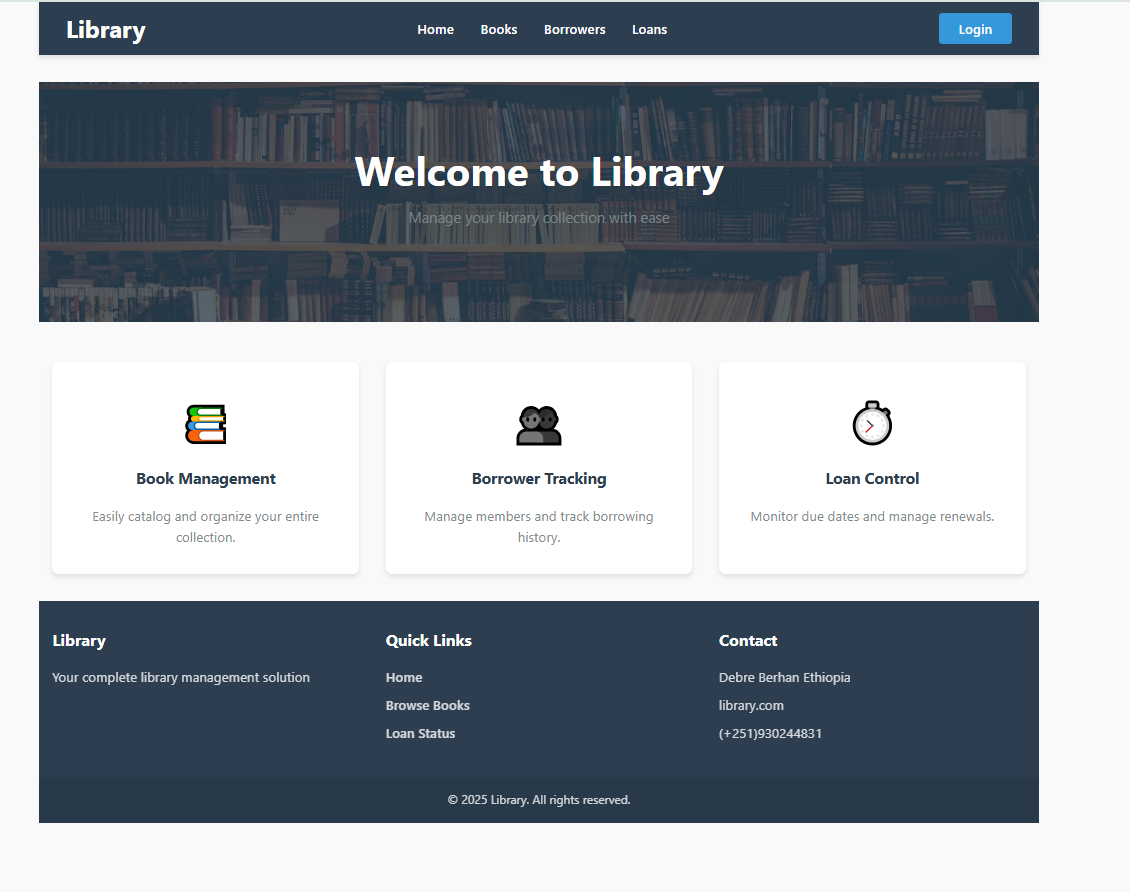 Library
Home Books Borrowers Loans
Login
Welcome to Library
Manage your library collection with ease
Book Management
Easily catalog and organize your entire
collection.
Borrower Tracking
Manage members and track borrowing
history.
Loan Control
Monitor due dates and manage renewals.
Library
Your complete library management solution
Quick Links
Home
Browse Books
Loan Status
Contact
Debre Berhan Ethiopia
library.com
(+251)930244831
© 2025 Library. All rights reserved.